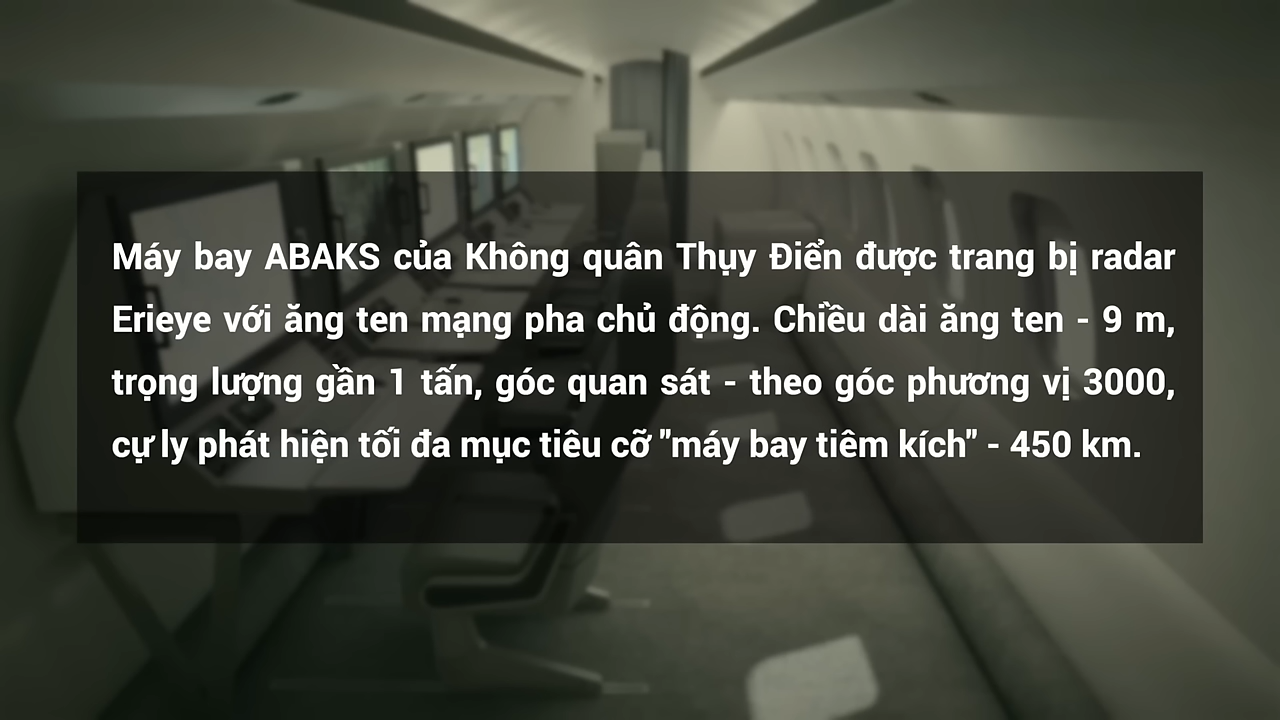 Máy bay ABAKS của Không quân Thụy Điển được trang bị radar
Erieye với ăng ten mạng pha chủ động. Chiều dài ăng ten - 9 m,
trọng lượng gần 1 tấn, góc quan sát - theo góc phương vị 3000,
cự ly phát hiện tối đa mục tiêu cỡ "máy bay tiêm kích" - 450 km.